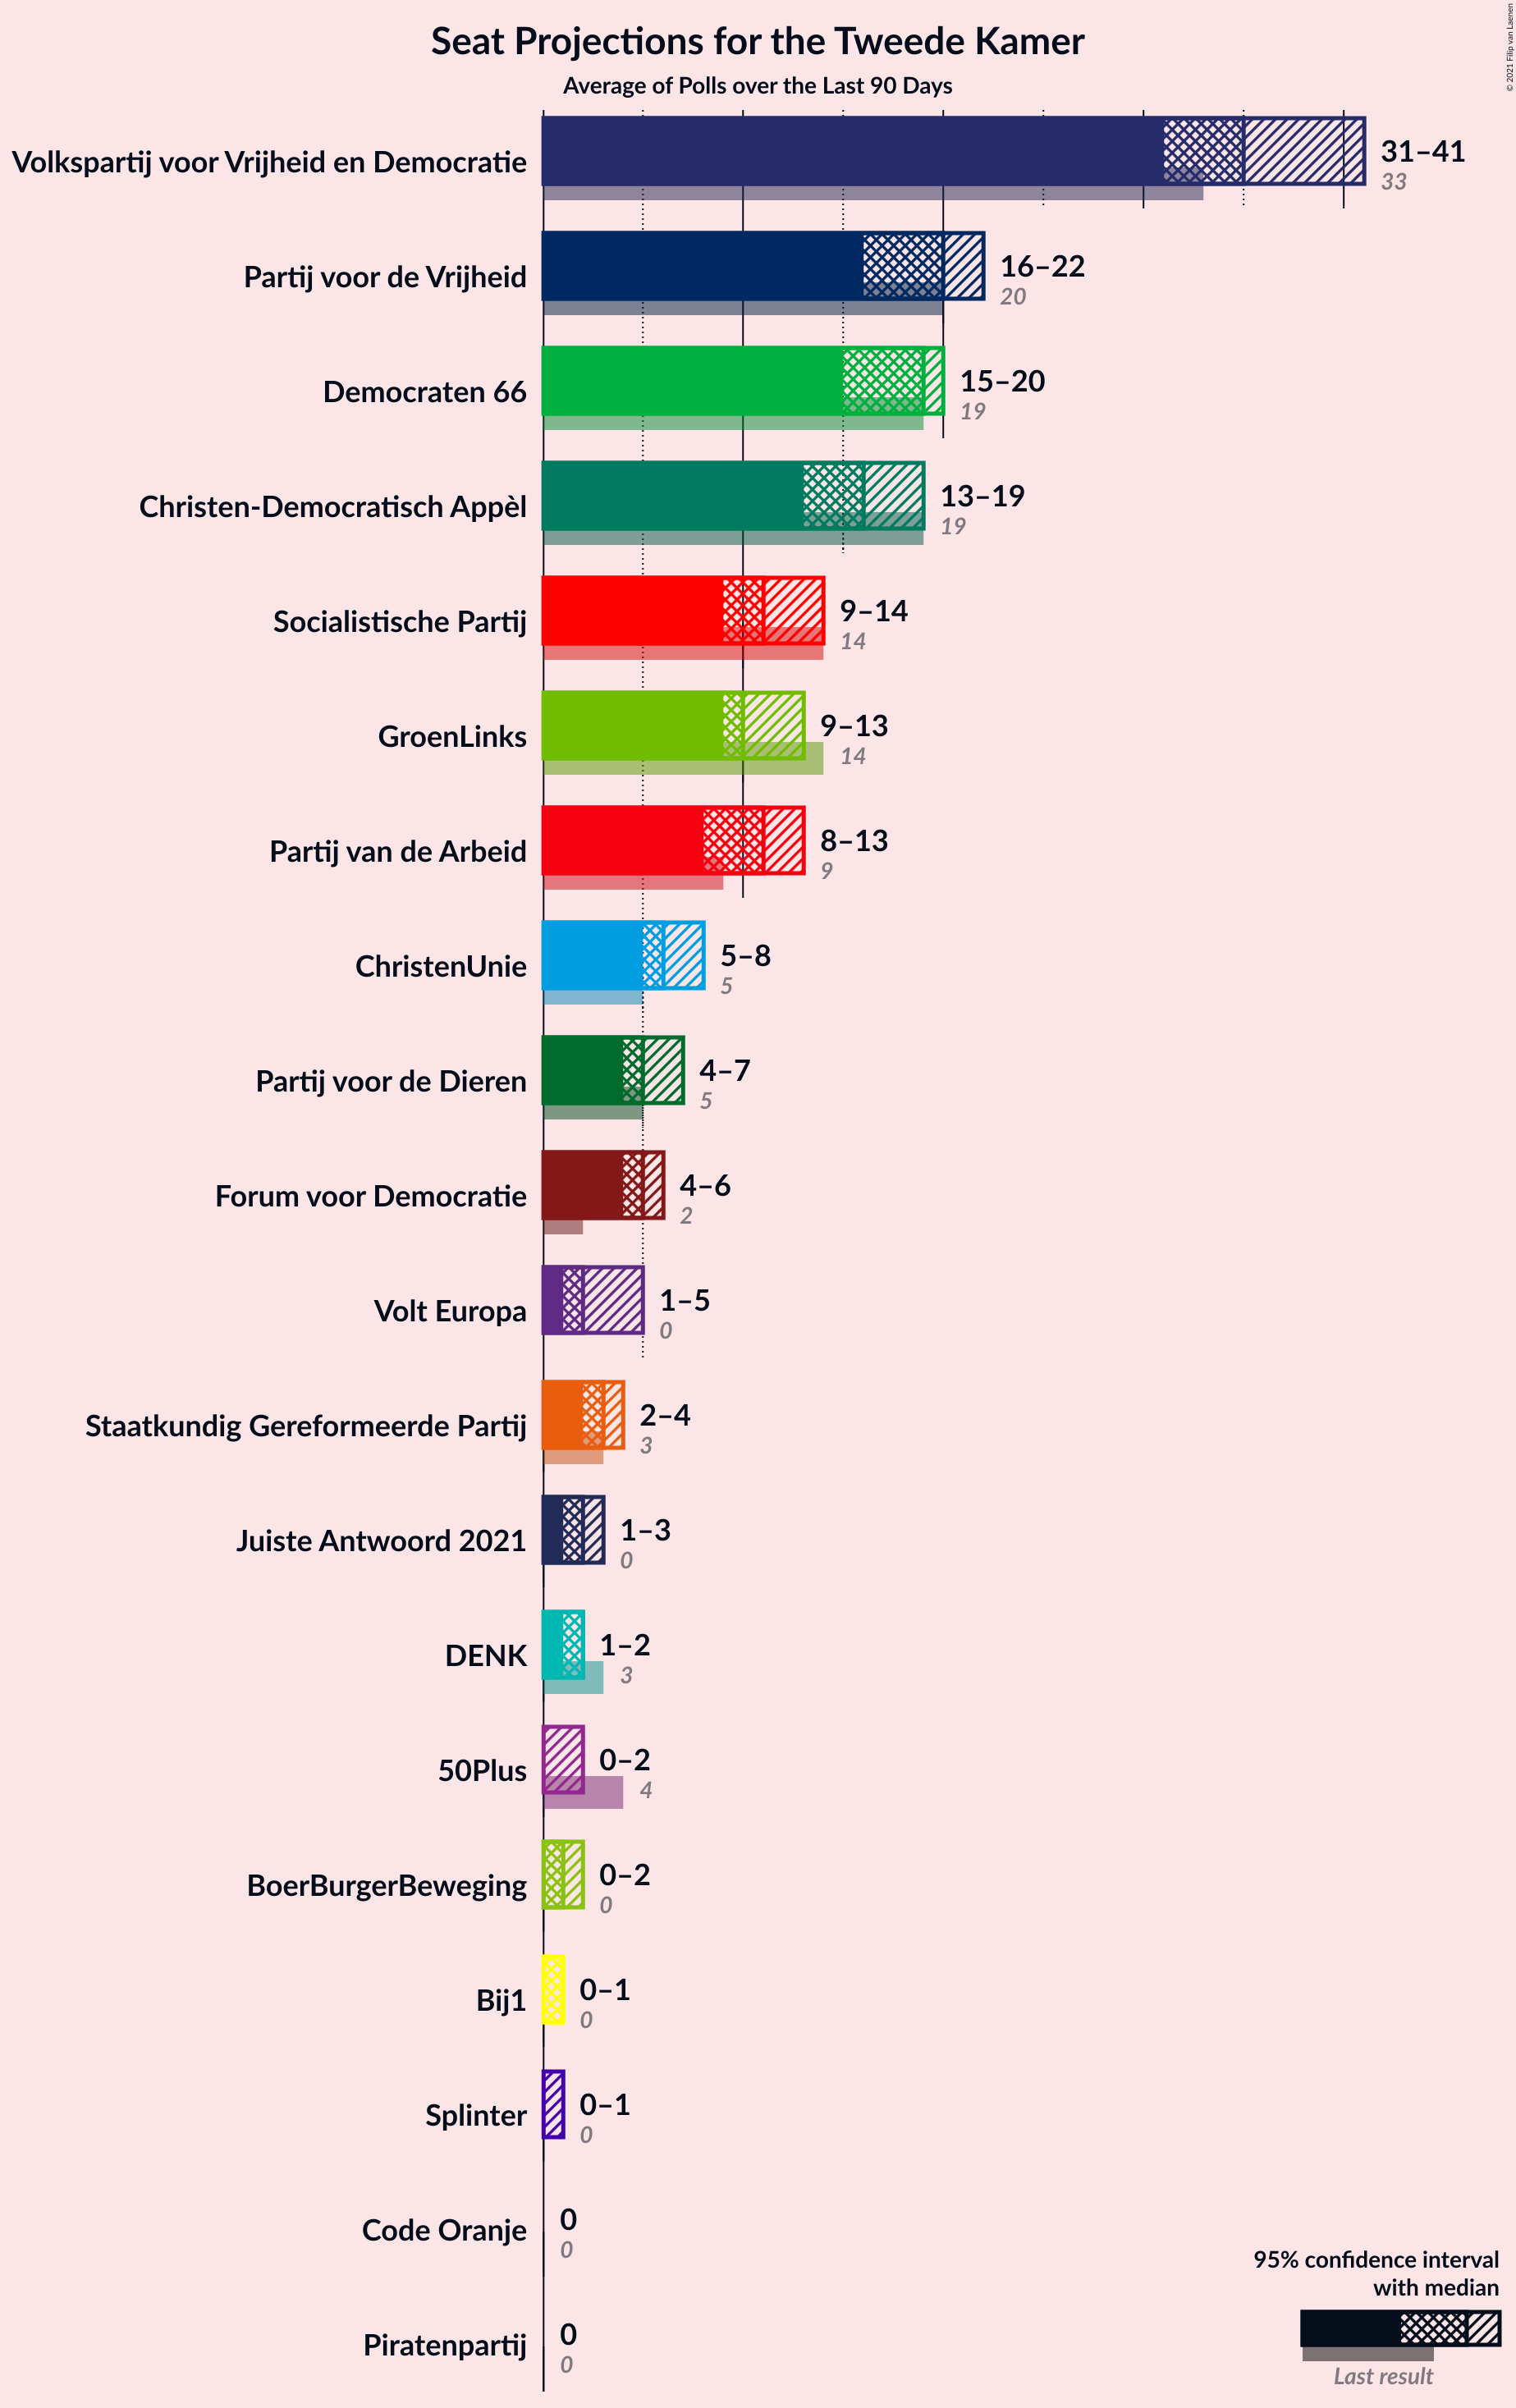 Seat Projections for the Tweede Kamer
Average of Polls over the Last 90 Days
© 2021 Filip van Laenen
Volkspartij voor Vrijheid en Democratie
31–41
33
Partij voor de Vrijheid
16–22
20
Democraten 66
15–20
19
Christen-Democratisch Appèl
13–19
19
Socialistische Partij
9–14
14
GroenLinks
9–13
14
Partij van de Arbeid
8–13
9
ChristenUnie
5–8
5
Partij voor de Dieren
4–7
5
Forum voor Democratie
4–6
2
Volt Europa
1–5
0
Staatkundig Gereformeerde Partij
2–4
3
Juiste Antwoord 2021
1–3
0
DENK
1–2
3
50Plus
0–2
4
BoerBurgerBeweging
0–2
0
Bij1
0–1
0
Splinter
0–1
0
Code Oranje
0
0
Piratenpartij
0
0
95% confidence interval
with median
Last result